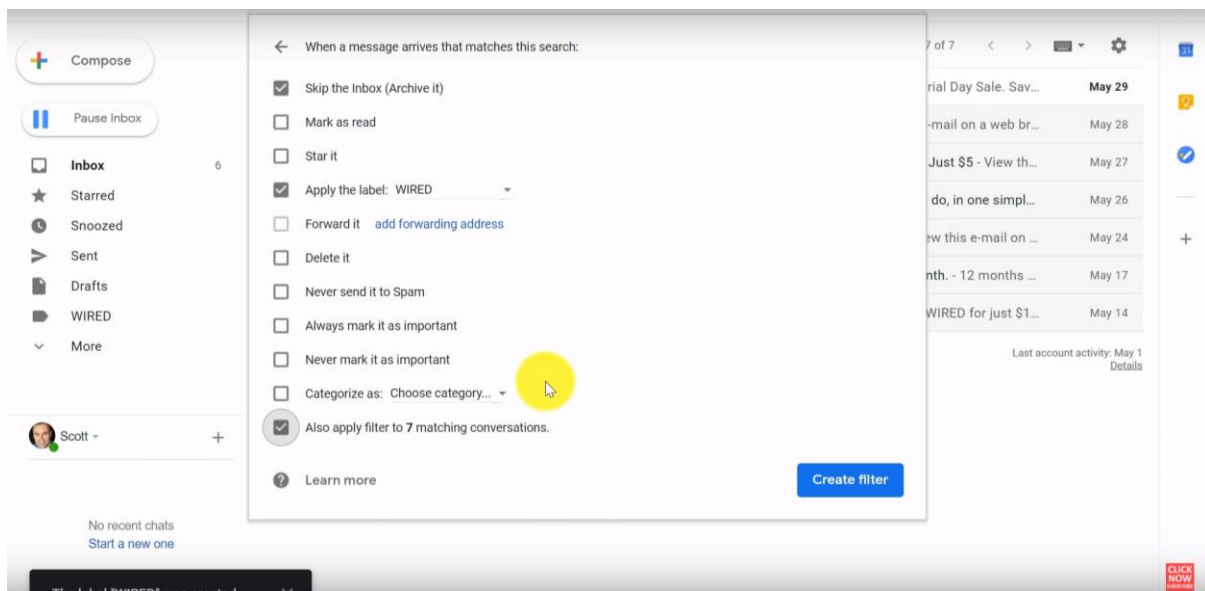 When a message arrives that matches this search:
Compose
Pause Inbox
Inbox 6
Starred
Snoozed
Sent
Drafts
WIRED
More
Scott
No recent chats
Start a new one
Skip the Inbox (Archive it)
Mark as read
Star it
Apply the label: WIRED
Forward it add forwarding address
Delete it
Never send it to Spam
Always mark it as important
Never mark it as important
Categorize as: Choose category...
Also apply filter to 7 matching conversations.
Learn more
Create filter
7 of 7
rial Day Sale. Sav... May 29
-mail on a web br... May 28
Just $5 - View th... May 27
do, in one simpl... May 26
ew this e-mail on ... May 24
nth. - 12 months ... May 17
WIRED for just $1... May 14
Last account activity: May 1
Details
31
CLICK
NOW